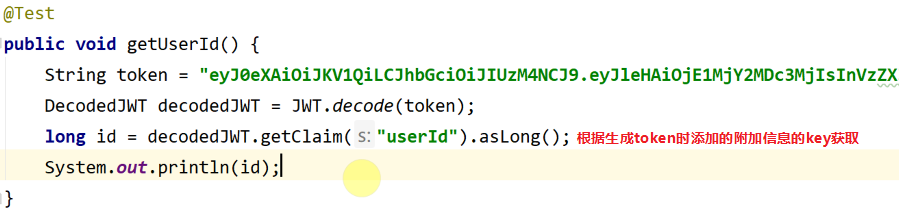 @Test
public void getUserId() {
String token = "eyJ0eXAiOiJKV1QiLCJhbGciOiJIUzM4NCJ9.eyJleHAiOjE1MjY2MDc3MjIsInVzZX
DecodedJWT decodedJWT = JWT.decode(token);
long id = decodedJWT.getClaim( s: "userId").asLong(); 根据生成token时添加的附加信息的key获取
System.out.println(id);
}